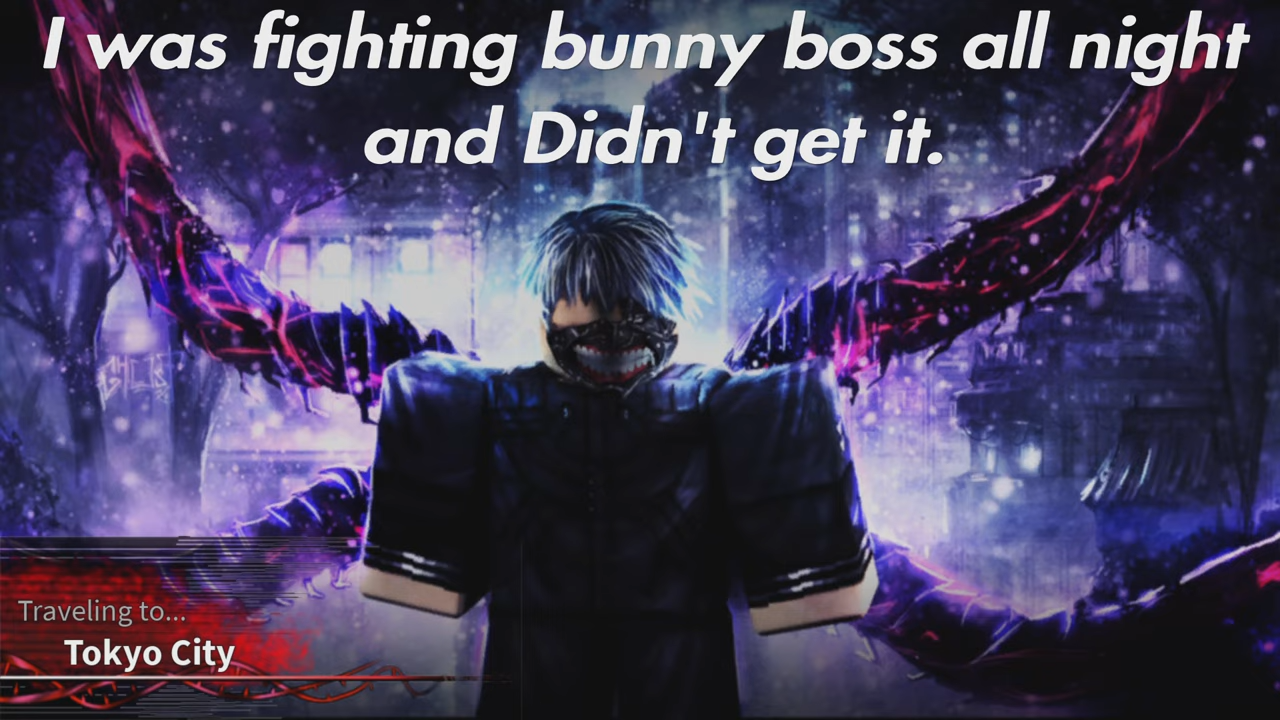 I was fighting bunny boss all night
and Didn't get it.
Traveling to...
Tokyo City